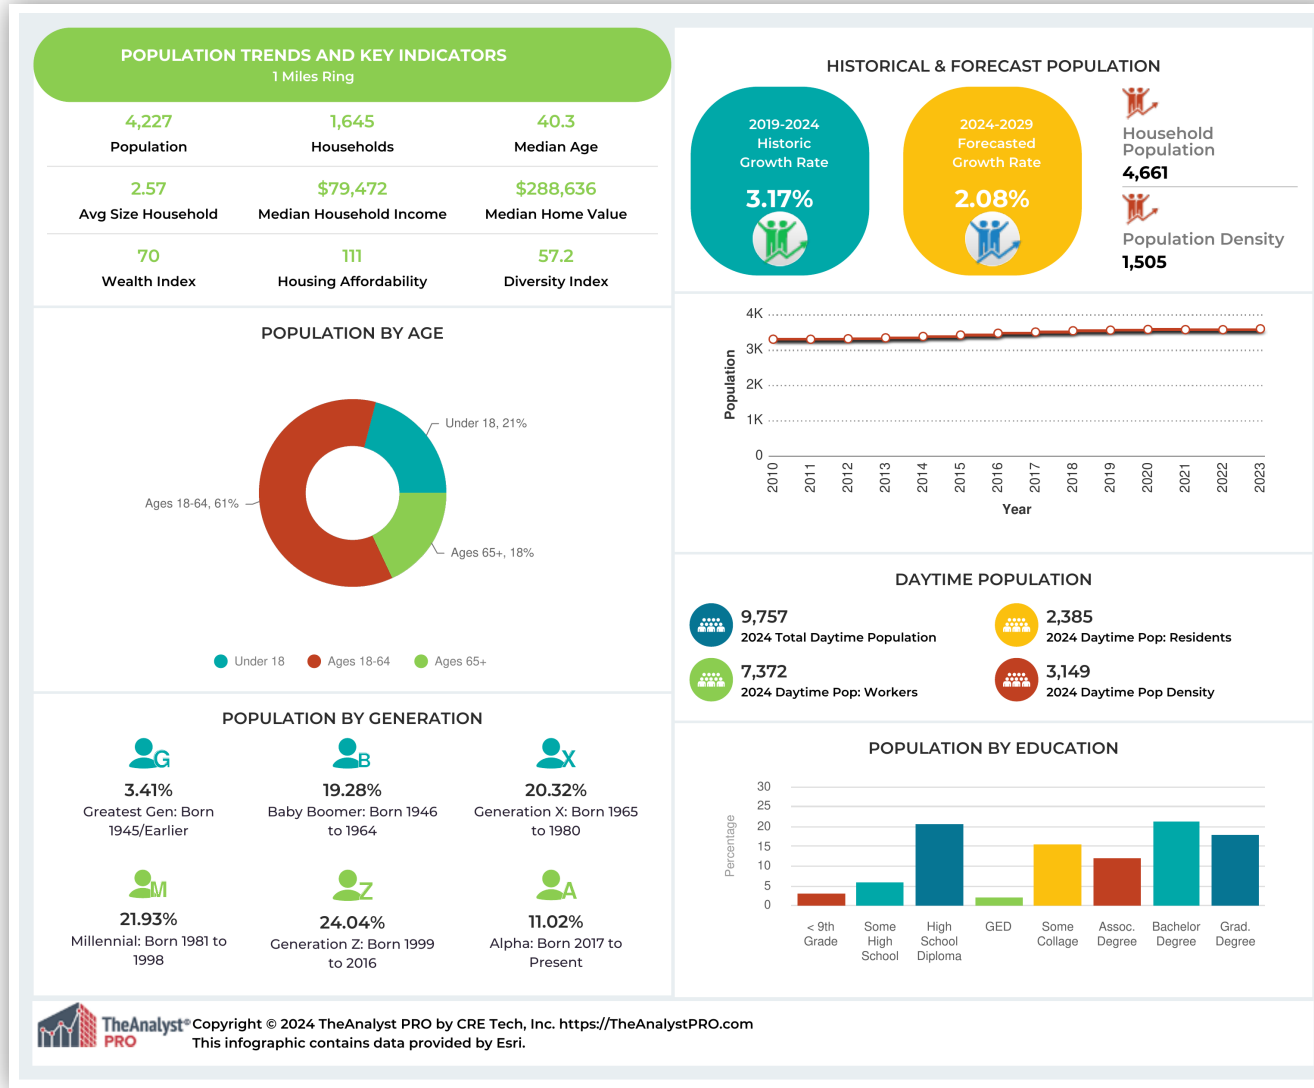 POPULATION TRENDS AND KEY INDICATORS
1 Miles Ring
4,227
Population
1,645
Households
40.3
Median Age
2.57
Avg Size Household
$79,472
Median Household Income
$288,636
Median Home Value
70
Wealth Index
111
Housing Affordability
57.2
Diversity Index
POPULATION BY AGE
Under 18, 21%
Ages 18-64, 61%
Ages 65+, 18%
Under 18
Ages 18-64
Ages 65+
POPULATION BY GENERATION
G
3.41%
Greatest Gen: Born
1945/Earlier
B
19.28%
Baby Boomer: Born 1946
to 1964
X
20.32%
Generation X: Born 1965
to 1980
M
21.93%
Millennial: Born 1981 to
1998
Z
24.04%
Generation Z: Born 1999
to 2016
A
11.02%
Alpha: Born 2017 to
Present
HISTORICAL & FORECAST POPULATION
2019-2024
Historic
Growth Rate
3.17%
2024-2029
Forecasted
Growth Rate
2.08%
Household
Population
4,661
Population Density
1,505
4K
3K
2K
1K
0
Population
2010
2011
2012
2013
2014
2015
2016
2017
2018
2019
2020
2021
2022
2023
Year
DAYTIME POPULATION
9,757
2024 Total Daytime Population
2,385
2024 Daytime Pop: Residents
7,372
2024 Daytime Pop: Workers
3,149
2024 Daytime Pop Density
POPULATION BY EDUCATION
30
25
20
15
10
5
0
Percentage
< 9th
Grade
Some
High
School
High
School
Diploma
GED
Some
Collage
Assoc.
Degree
Bachelor
Degree
Grad.
Degree
TheAnalyst®
PRO
Copyright © 2024 TheAnalyst PRO by CRE Tech, Inc. https://TheAnalystPRO.com
This infographic contains data provided by Esri.